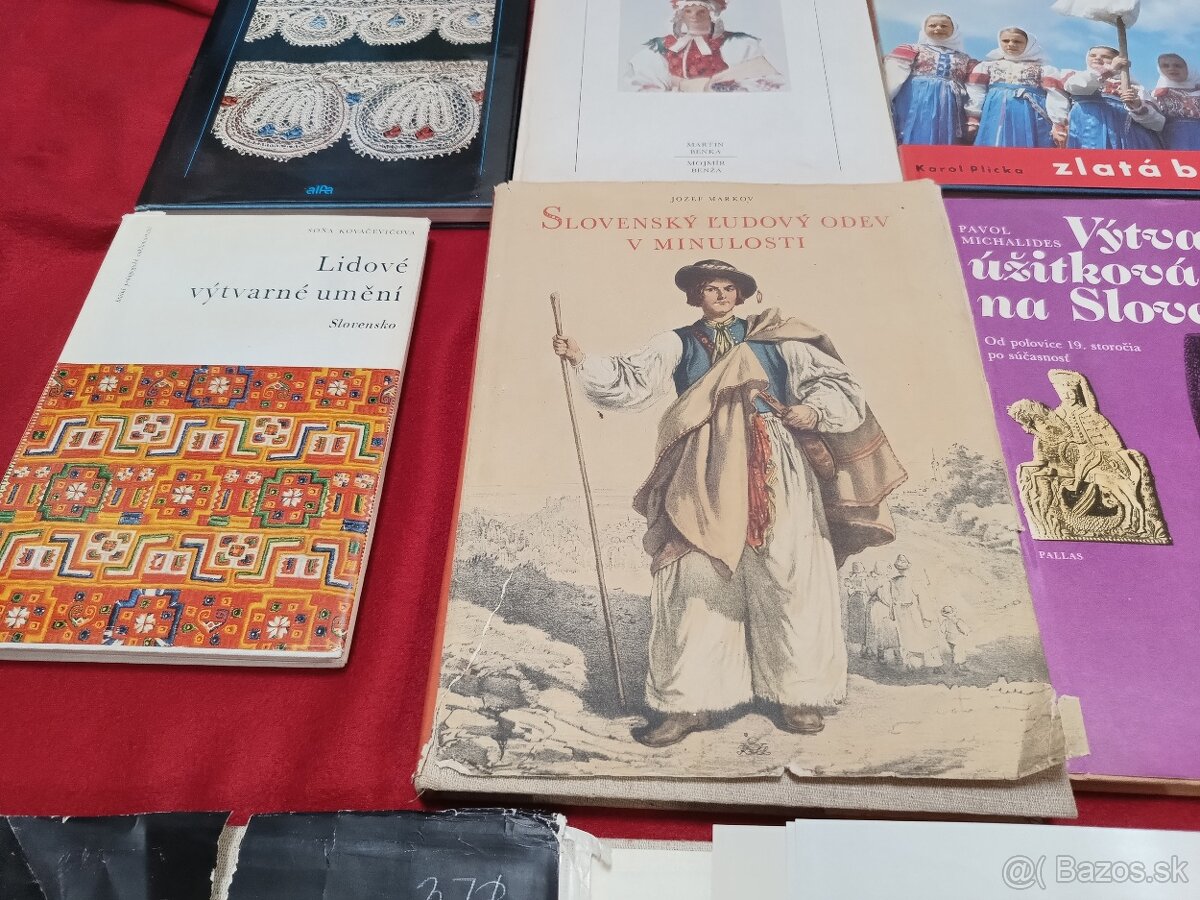 alfa
MARTIN
BENKA
MOJMÍR
BENŽA
Karol Plicka
zlatá b
SOŇA KOVAČEVIČOVÁ
Lidové
výtvarné umění
Slovensko
JOZEF MARKOV
SLOVENSKÝ ĽUDOVÝ ODEV
V MINULOSTI
PAVOL
MICHALIDES
Výtva
úžitková
na Slove
Od polovice 19. storočia
po súčasnosť
PALLAS
@( Bazos.sk